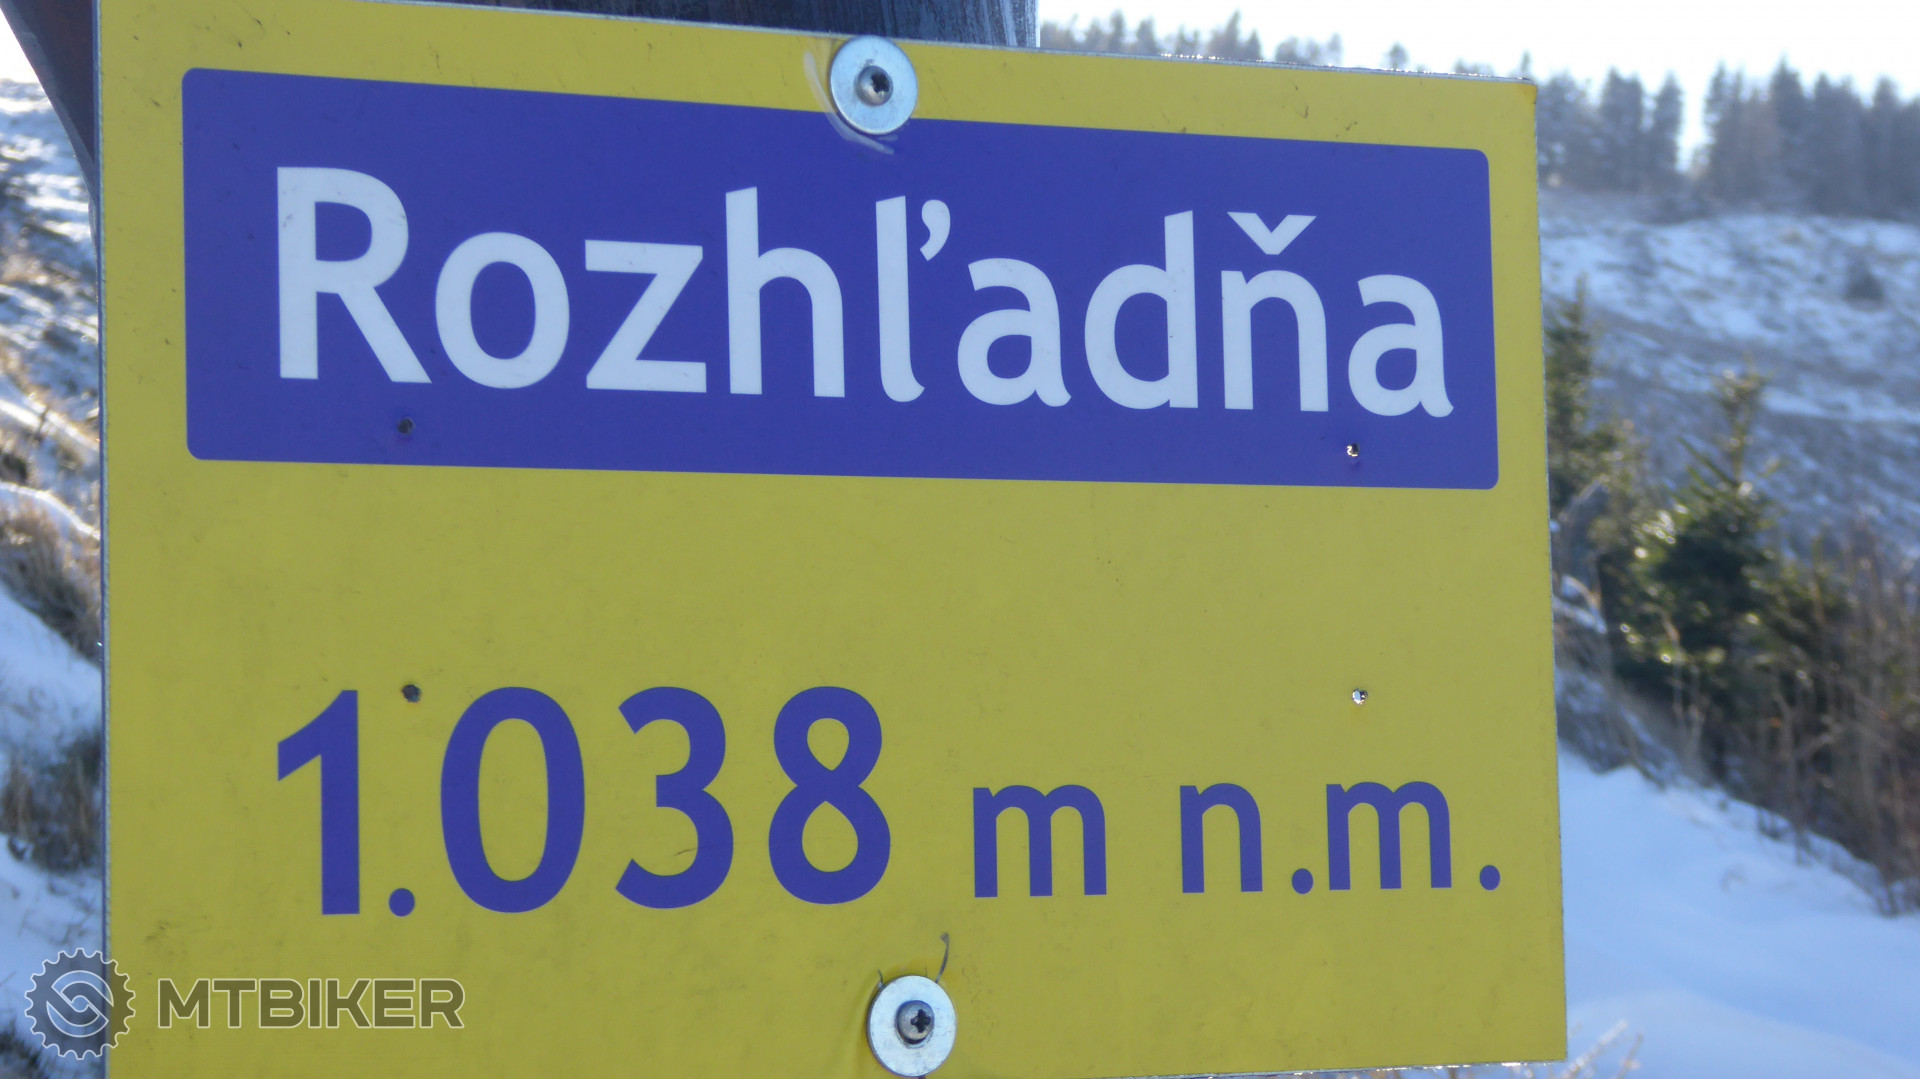 Rozhľadňa
1.038 m n.m.
MTBIKER